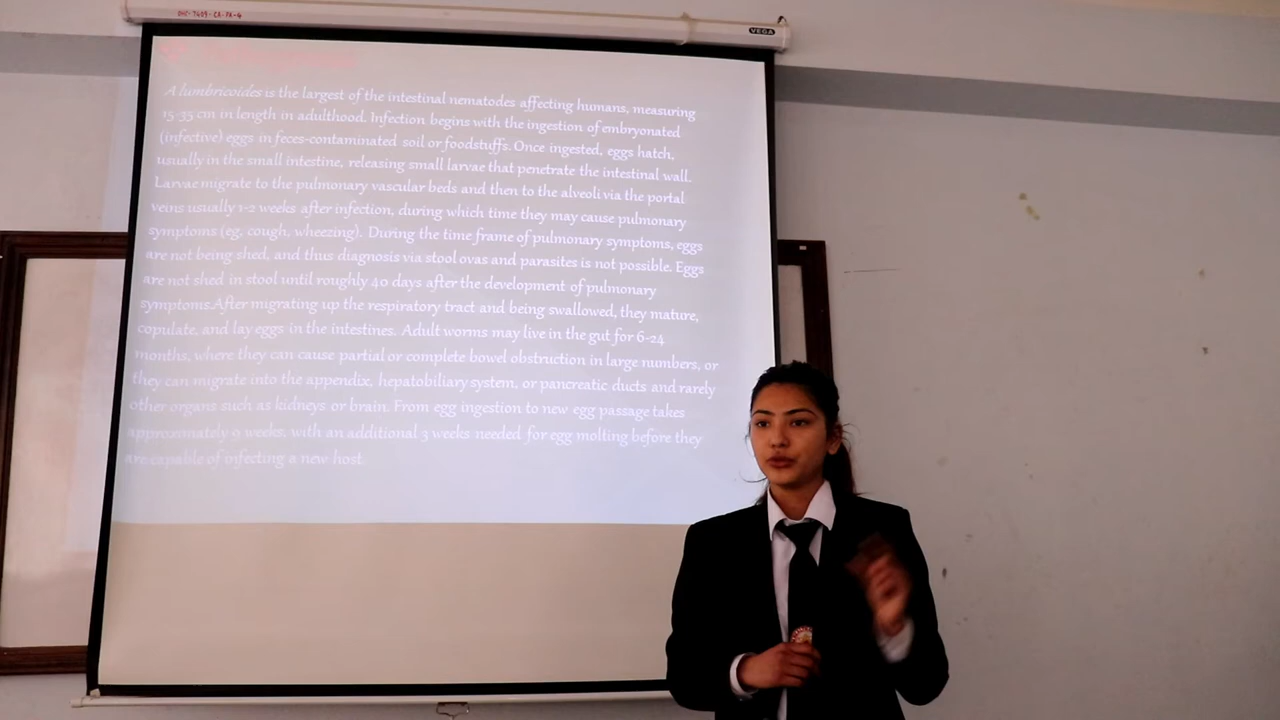 VEGA
A lumbricoides is the largest of the intestinal nematodes affecting humans, measuring
15-35 cm in length in adulthood. Infection begins with the ingestion of embryonated
(infective) eggs in feces-contaminated soil or foodstuffs. Once ingested, eggs hatch,
usually in the small intestine, releasing small larvae that penetrate the intestinal wall.
Larvae migrate to the pulmonary vascular beds and then to the alveoli via the portal
veins usually 1-2 weeks after infection, during which time they may cause pulmonary
symptoms (eg, cough, wheezing). During the time frame of pulmonary symptoms, eggs
are not being shed, and thus diagnosis via stool ovas and parasites is not possible. Eggs
are not shed in stool until roughly 40 days after the development of pulmonary
symptoms.After migrating up the respiratory tract and being swallowed, they mature,
copulate, and lay eggs in the intestines. Adult worms may live in the gut for 6-24
months, where they can cause partial or complete bowel obstruction in large numbers, or
they can migrate into the appendix, hepatobiliary system, or pancreatic ducts and rarely
other organs such as kidneys or brain. From egg ingestion to new egg passage takes
approximately 9 weeks, with an additional 3 weeks needed for egg molting before they
are capable of infecting a new host